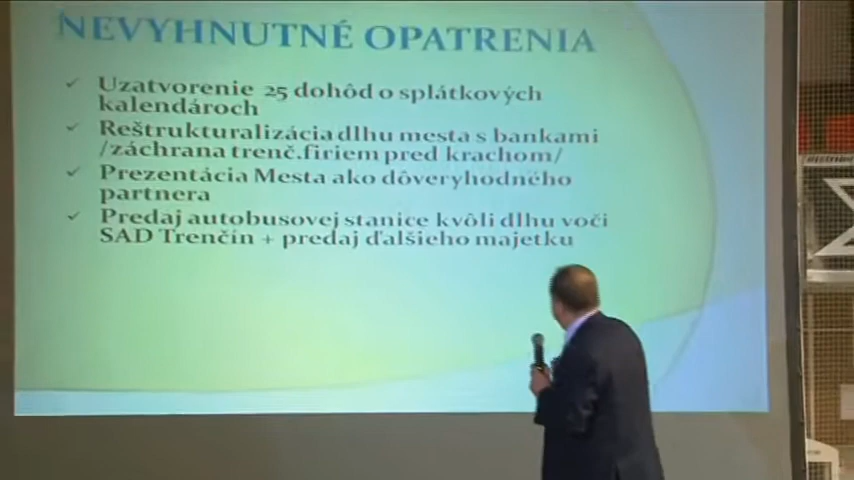 NEVYHNUTNÉ OPATRENIA
✓ Uzatvorenie 25 dohôd o splátkových
kalendároch
✓ Reštrukturalizácia dlhu mesta s bankami
/záchrana trenč.firiem pred krachom/
✓ Prezentácia Mesta ako dôveryhodného
partnera
✓ Predaj autobusovej stanice kvôli dlhu voči
SAD Trenčín + predaj ďalšieho majetku